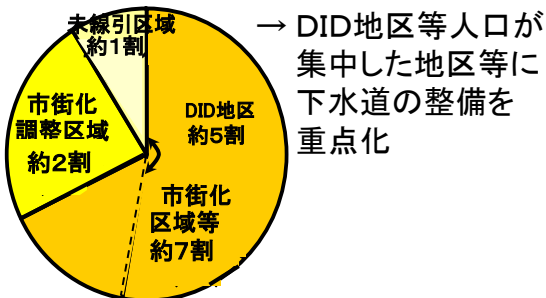 未線引区域
約1割
市街化
調整区域
約2割
DID地区
約5割
市街化
区域等
約7割
→ DID地区等人口が
集中した地区等に
下水道の整備を
重点化